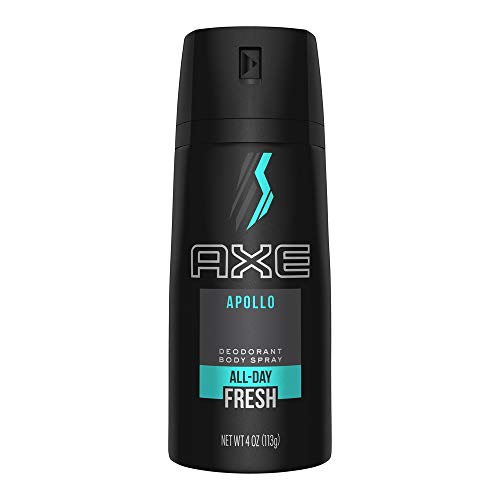 AXE
APOLLO
DEODORANT
BODY SPRAY
ALL-DAY
FRESH
NET WT 4 OZ (113g)